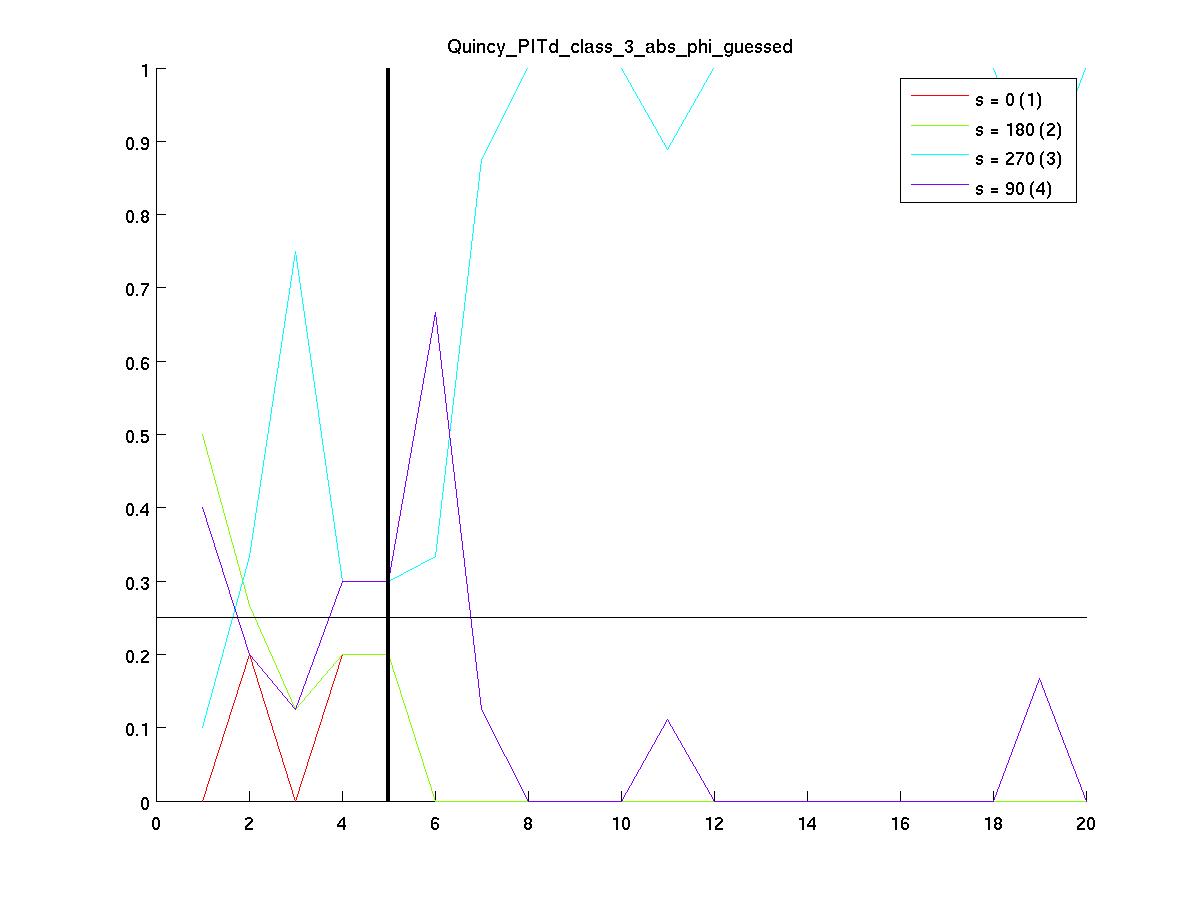 Quincy_PITd_class_3_abs_phi_guessed
1
0.9
0.8
0.7
0.6
0.5
0.4
0.3
0.2
0.1
0
0 2 4 6 8 10 12 14 16 18 20
s = 0 (1)
s = 180 (2)
s = 270 (3)
s = 90 (4)